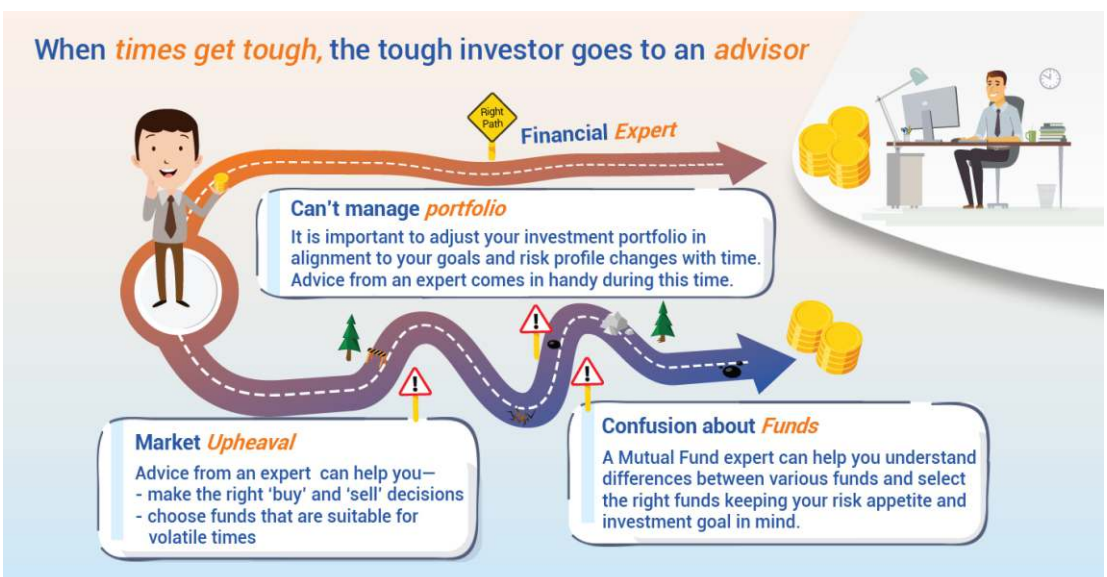 When times get tough, the tough investor goes to an advisor
Right
Path
Financial Expert
Can't manage portfolio
It is important to adjust your investment portfolio in
alignment to your goals and risk profile changes with time.
Advice from an expert comes in handy during this time.
!
!
!
Market Upheaval
Advice from an expert can help you—
- make the right ‘buy’ and ‘sell’ decisions
- choose funds that are suitable for
volatile times
Confusion about Funds
A Mutual Fund expert can help you understand
differences between various funds and select
the right funds keeping your risk appetite and
investment goal in mind.